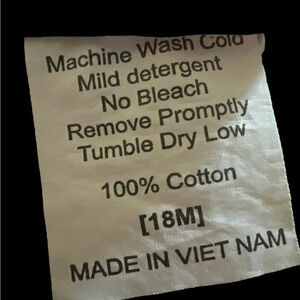 Machine Wash Cold
Mild detergent
No Bleach
Remove Promptly
Tumble Dry Low
100% Cotton
[18M]
MADE IN VIET NAM